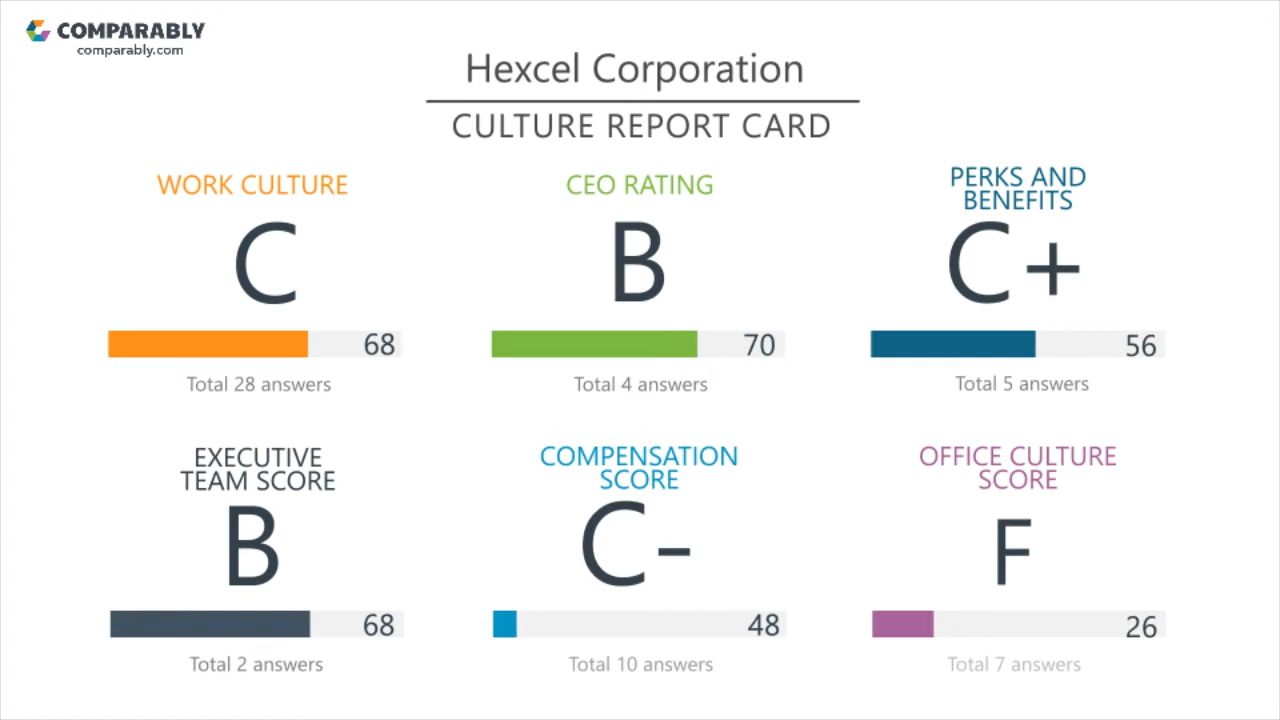 COMPARABLY
comparably.com
Hexcel Corporation
CULTURE REPORT CARD
WORK CULTURE
C
68
Total 28 answers
CEO RATING
B
70
Total 4 answers
PERKS AND
BENEFITS
C+
56
Total 5 answers
EXECUTIVE
TEAM SCORE
B
68
Total 2 answers
COMPENSATION
SCORE
C-
48
Total 10 answers
OFFICE CULTURE
SCORE
F
26
Total 7 answers